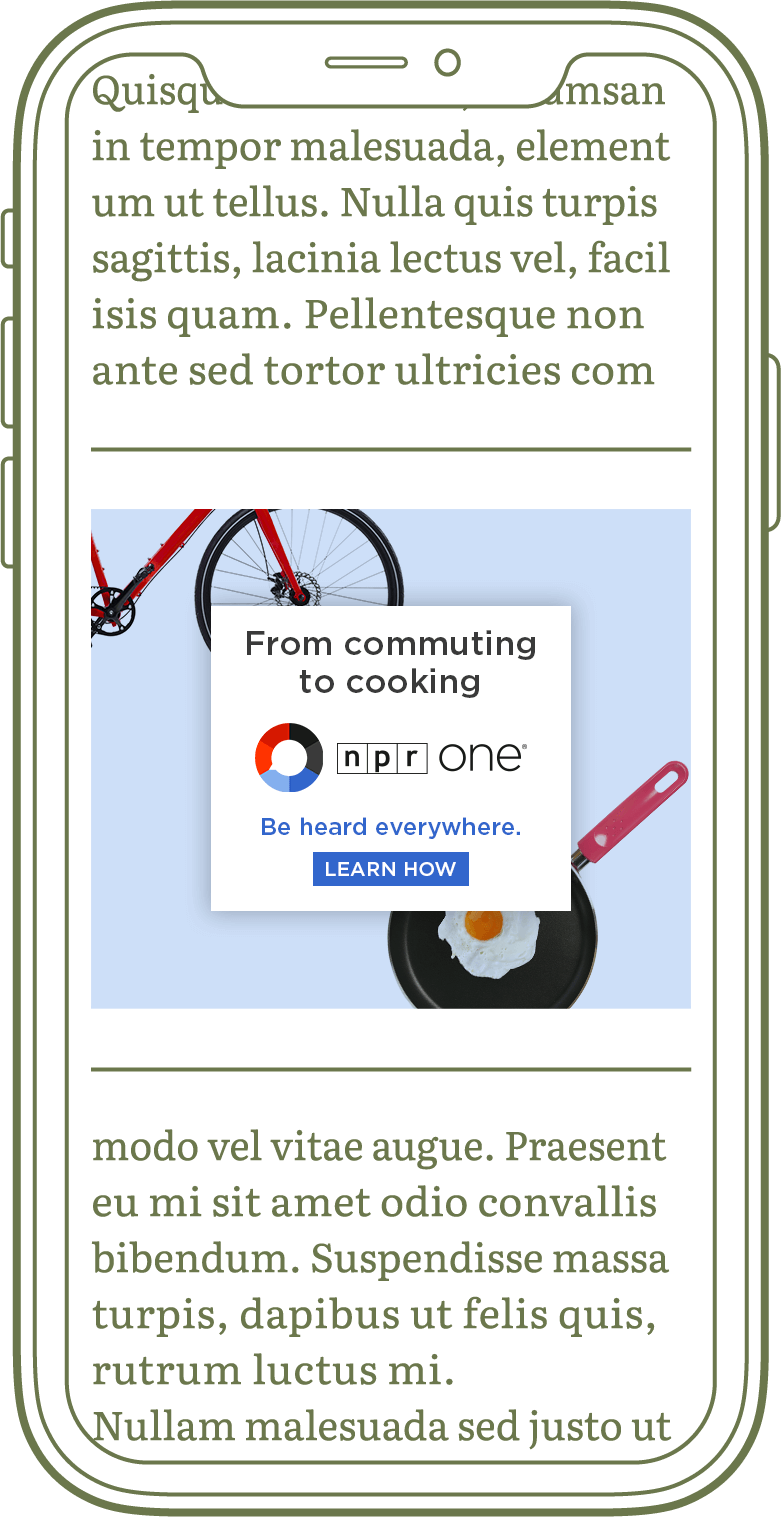 in tempor malesuada, element
um ut tellus. Nulla quis turpis
sagittis, lacinia lectus vel, facil
isis quam. Pellentesque non
ante sed tortor ultricies com
From commuting
to cooking
npr one®
Be heard everywhere.
LEARN HOW
modo vel vitae augue. Praesent
eu mi sit amet odio convallis
bibendum. Suspendisse massa
turpis, dapibus ut felis quis,
rutrum luctus mi.
Nullam malesuada sed justo ut